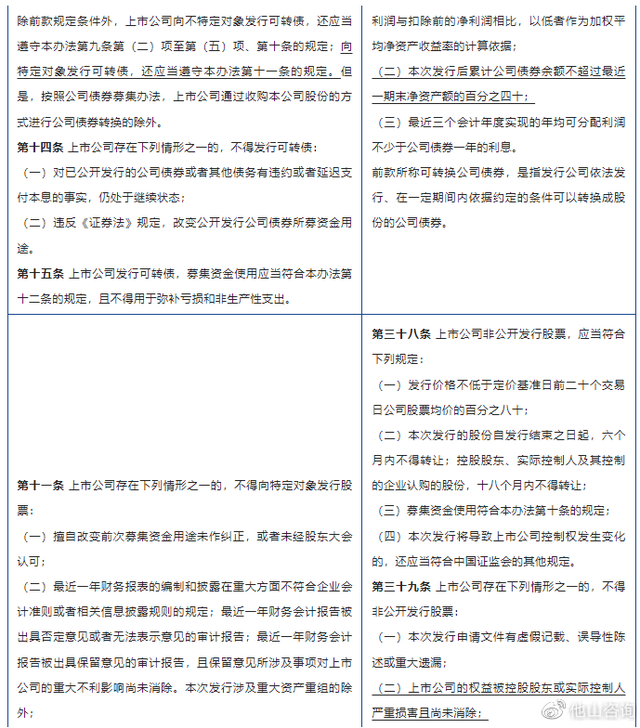 除前款规定条件外，上市公司向不特定对象发行可转债，还应当
遵守本办法第九条第（二）项至第（五）项、第十条的规定；向
特定对象发行可转债，还应当遵守本办法第十一条的规定。但
是，按照公司债券募集办法，上市公司通过收购本公司股份的方
式进行公司债券转换的除外。
第十四条 上市公司存在下列情形之一的，不得发行可转债：
（一）对已公开发行的公司债券或者其他债务有违约或者延迟支
付本息的事实，仍处于继续状态；
（二）违反《证券法》规定，改变公开发行公司债券所募资金用
途。
第十五条 上市公司发行可转债，募集资金使用应当符合本办法第
十二条的规定，且不得用于弥补亏损和非生产性支出。
利润与扣除前的净利润相比，以低者作为加权平
均净资产收益率的计算依据；
（二）本次发行后累计公司债券余额不超过最近
一期末净资产额的百分之四十；
（三）最近三个会计年度实现的年均可分配利润
不少于公司债券一年的利息。
前款所称可转换公司债券，是指发行公司依法发
行、在一定期间内依据约定的条件可以转换成股
份的公司债券。
第十一条 上市公司存在下列情形之一的，不得向特定对象发行股
票：
（一）擅自改变前次募集资金用途未作纠正，或者未经股东大会
认可；
（二）最近一年财务报表的编制和披露在重大方面不符合企业会
计准则或者相关信息披露规则的规定；最近一年财务会计报告被
出具否定意见或者无法表示意见的审计报告；最近一年财务会计
报告被出具保留意见的审计报告，且保留意见所涉及事项对上市
公司的重大不利影响尚未消除。本次发行涉及重大资产重组的除
外；
第三十八条 上市公司非公开发行股票，应当符合
下列规定：
（一）发行价格不低于定价基准日前二十个交易
日公司股票均价的百分之八十；
（二）本次发行的股份自发行结束之日起，六个
月内不得转让；控股股东、实际控制人及其控制
的企业认购的股份，十八个月内不得转让；
（三）募集资金使用符合本办法第十条的规定；
（四）本次发行将导致上市公司控制权发生变化
的，还应当符合中国证监会的其他规定。
第三十九条 上市公司存在下列情形之一的，不得
非公开发行股票：
（一）本次发行申请文件有虚假记载、误导性陈
述或重大遗漏；
（二）上市公司的权益被控股股东或实际控制人
严重损害且尚未消除；
@他山咨询